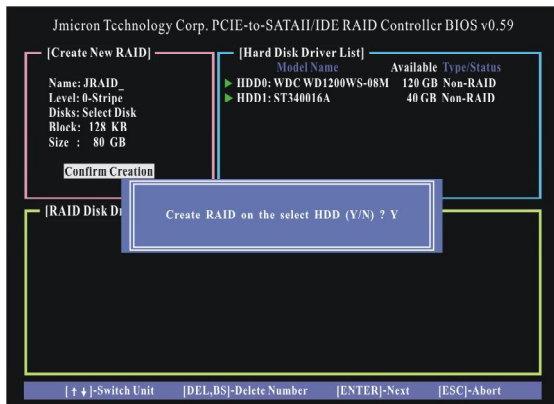 Jmicron Technology Corp. PCIE-to-SATAII/IDE RAID Controller BIOS v0.59
[Create New RAID]
Name: JRAID_
Level: 0-Stripe
Disks: Select Disk
Block: 128 KB
Size : 80 GB
Confirm Creation
[Hard Disk Driver List]
Model Name Available Type/Status
HDD0: WDC WD1200WS-08M 120 GB Non-RAID
HDD1: ST340016A 40 GB Non-RAID
[RAID Disk Dr
Create RAID on the select HDD (Y/N) ? Y
[↑↓]-Switch Unit [DEL,BS]-Delete Number [ENTER]-Next [ESC]-Abort